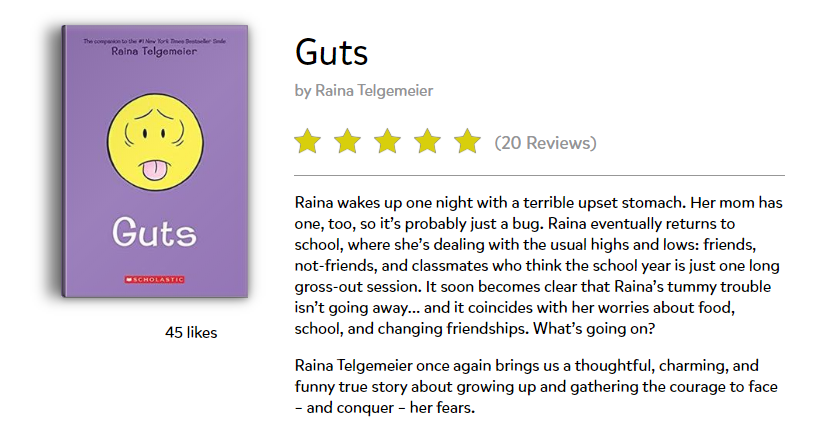 The companion to the #1 New York Times Bestseller Smile
Raina Telgemeier
Guts
SCHOLASTIC
45 likes
Guts
by Raina Telgemeier
(20 Reviews)
Raina wakes up one night with a terrible upset stomach. Her mom has
one, too, so it's probably just a bug. Raina eventually returns to
school, where she's dealing with the usual highs and lows: friends,
not-friends, and classmates who think the school year is just one long
gross-out session. It soon becomes clear that Raina's tummy trouble
isn't going away... and it coincides with her worries about food,
school, and changing friendships. What's going on?
Raina Telgemeier once again brings us a thoughtful, charming, and
funny true story about growing up and gathering the courage to face
– and conquer – her fears.